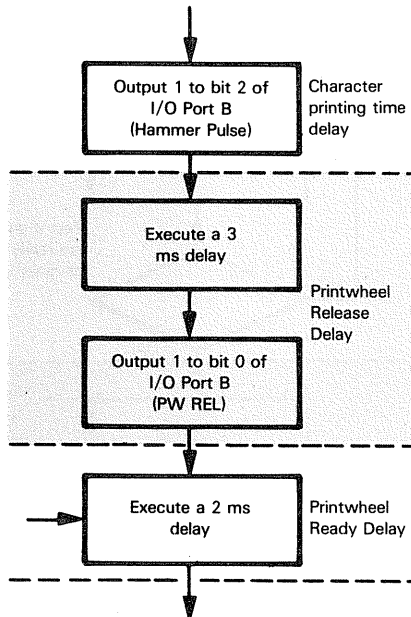 Output 1 to bit 2 of
I/O Port B
(Hammer Pulse)
Character
printing time
delay
Execute a 3
ms delay
Printwheel
Release
Delay
Output 1 to bit 0 of
I/O Port B
(PW REL)
Execute a 2 ms
delay
Printwheel
Ready Delay